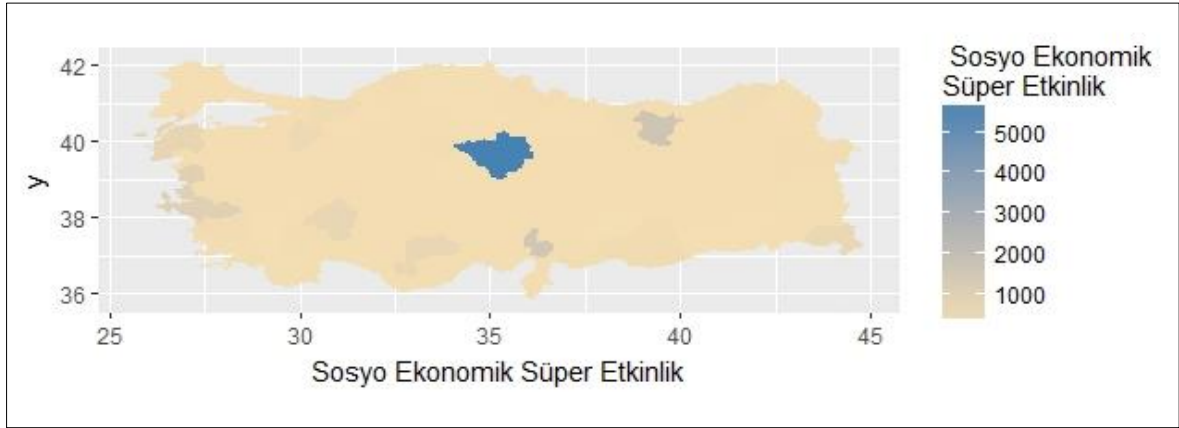 Sosyo Ekonomik
Süper Etkinlik
5000
4000
3000
2000
1000
y
42
40
38
36
25 30 35 40 45
Sosyo Ekonomik Süper Etkinlik